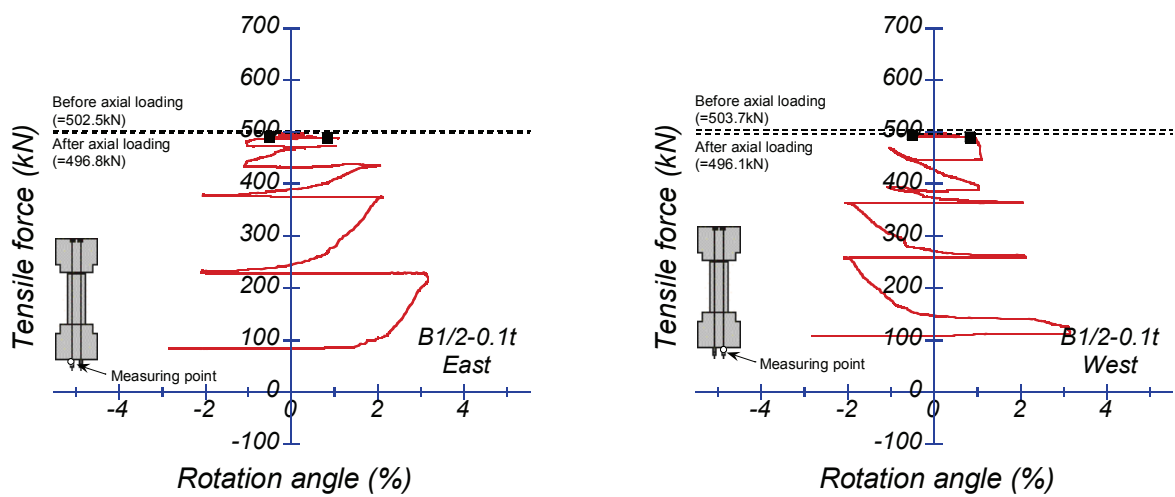 700
600
Before axial loading
(=502.5kN)
500
After axial loading
(=496.8kN)
400
300
200
100
0
-100
-4
-2
0
2
4
Tensile force (kN)
B1/2-0.1t
East
Measuring point
Rotation angle (%)
700
600
Before axial loading
(=503.7kN)
500
After axial loading
(=496.1kN)
400
300
200
100
0
-100
-4
-2
0
2
4
Tensile force (kN)
B1/2-0.1t
West
Measuring point
Rotation angle (%)